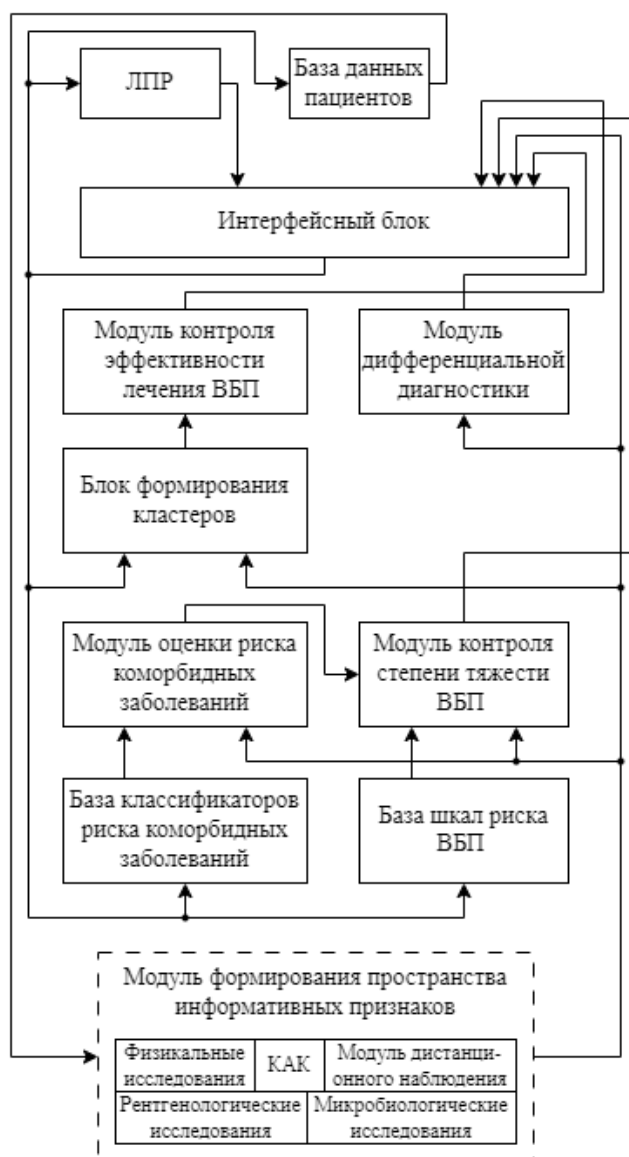 ЛПР
База данных
пациентов
Интерфейсный блок
Модуль контроля
эффективности
лечения ВБП
Модуль
дифференциальной
диагностики
Блок формирования
кластеров
Модуль оценки риска
коморбидных
заболеваний
Модуль контроля
степени тяжести
ВБП
База классификаторов
риска коморбидных
заболеваний
База шкал риска
ВБП
Модуль формирования пространства
информативных признаков
Физикальные
исследования
КАК
Модуль дистанци-
онного наблюдения
Рентгенологические
исследования
Микробиологические
исследования